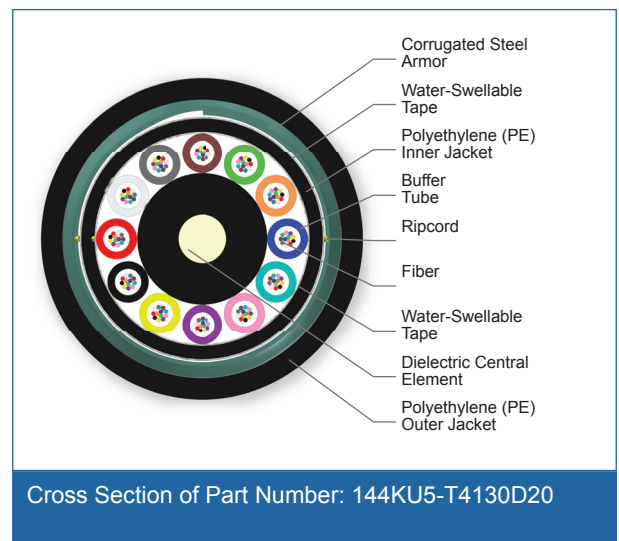 Corrugated Steel
Armor
Water-Swellable
Tape
Polyethylene (PE)
Inner Jacket
Buffer
Tube
Ripcord
Fiber
Water-Swellable
Tape
Dielectric Central
Element
Polyethylene (PE)
Outer Jacket
Cross Section of Part Number: 144KU5-T4130D20